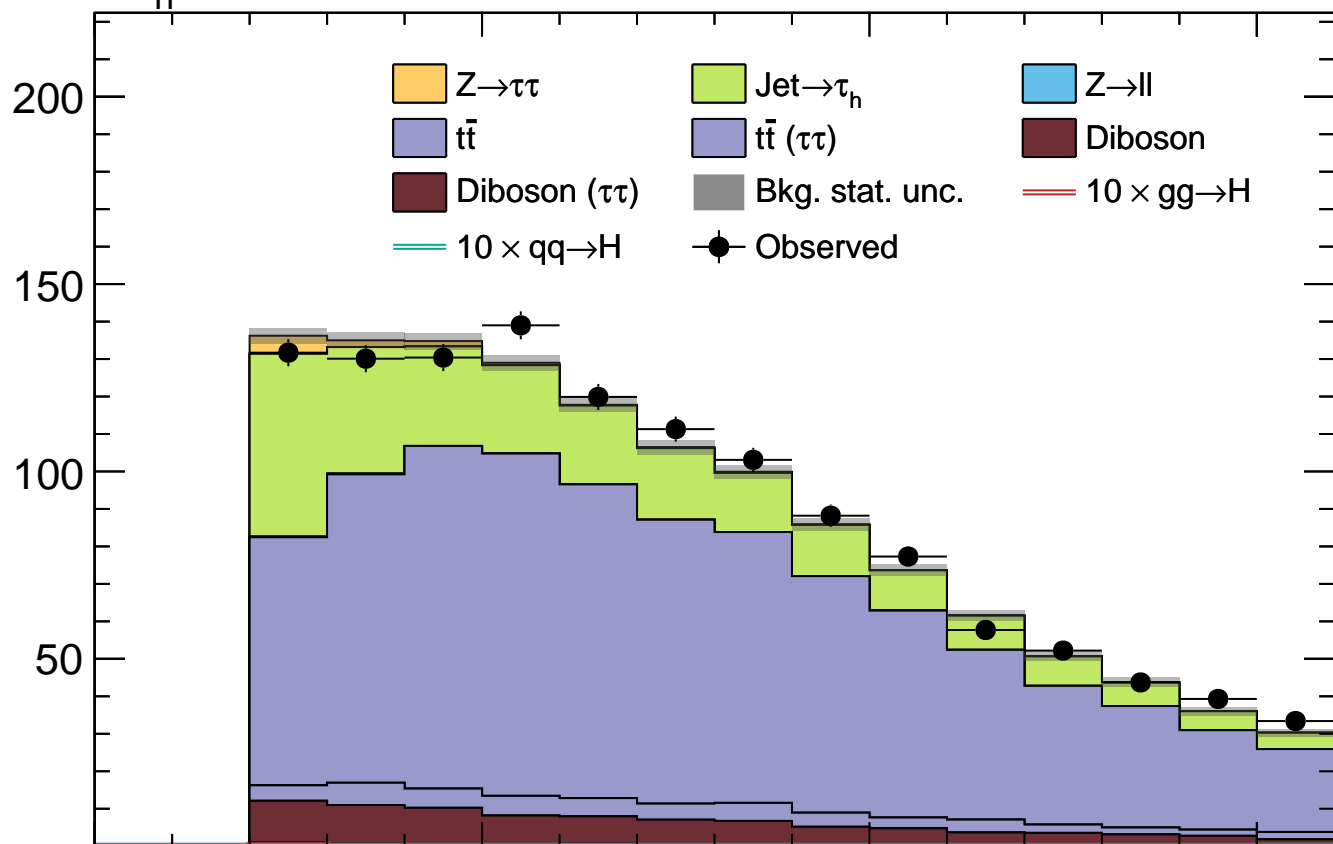 200
150
100
50
Z→ττ Jet→τh Z→ll
tt̄ tt̄ (ττ) Diboson
Diboson (ττ) Bkg. stat. unc. 10 × gg→H
10 × qq→H Observed